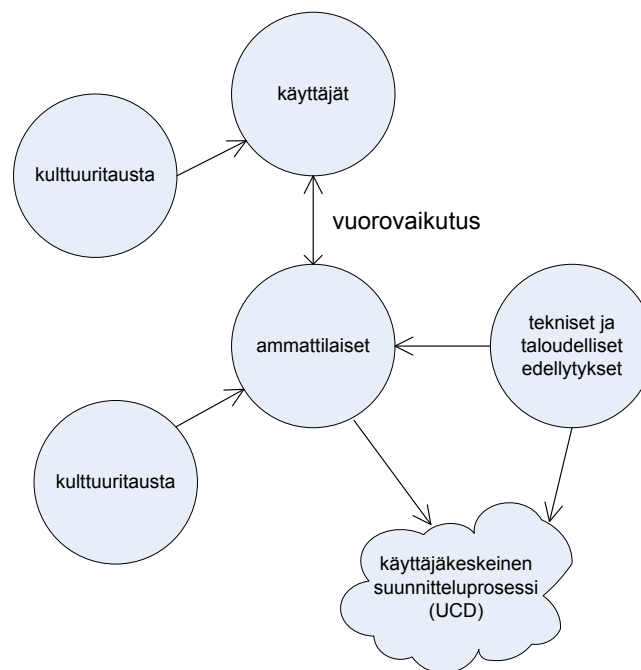 käyttäjät
kulttuuritausta
vuorovaikutus
ammattilaiset
tekniset ja
taloudelliset
edellytykset
kulttuuritausta
käyttäjäkeskeinen
suunnitteluprosessi
(UCD)